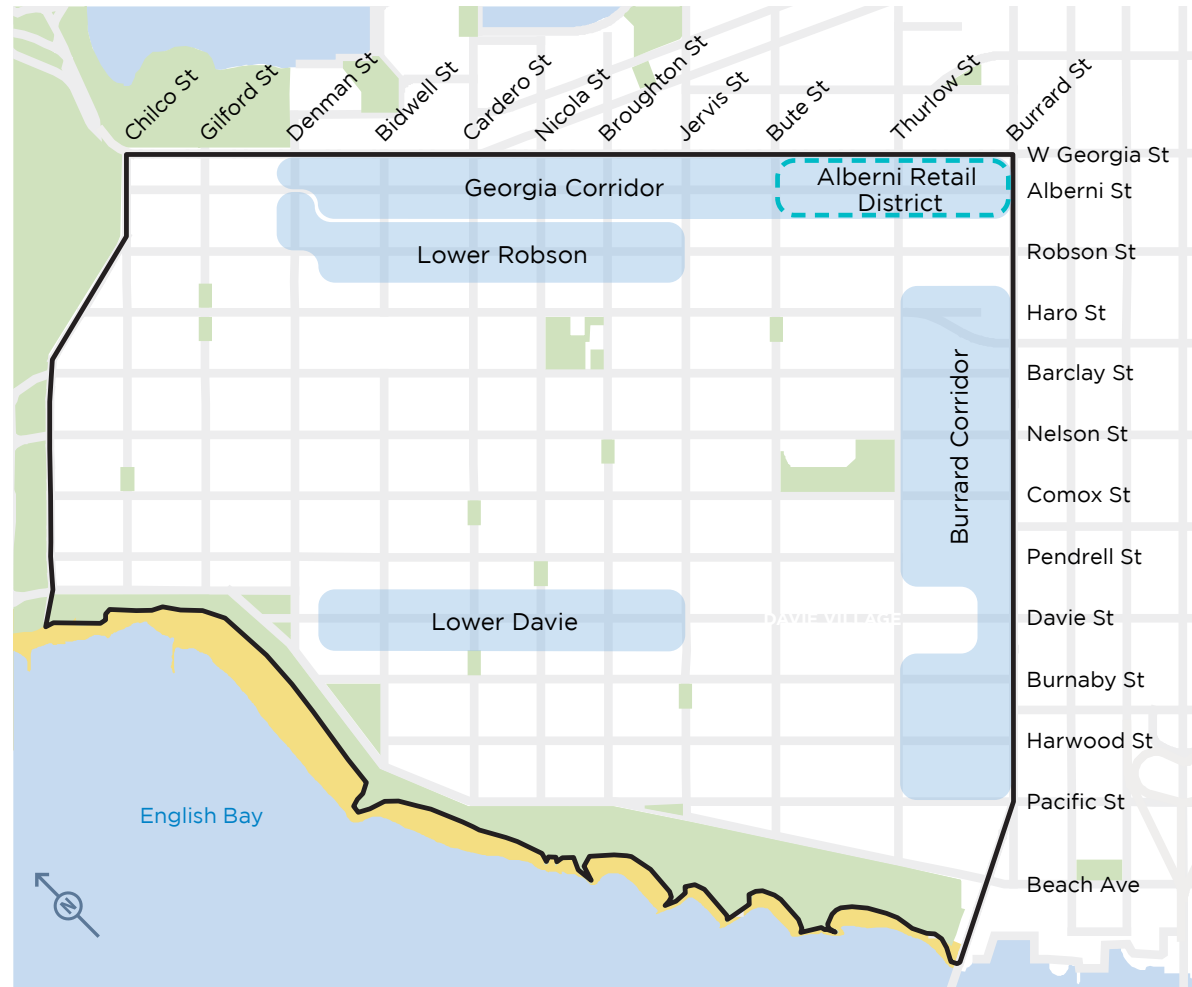 Chilco St
Gilford St
Denman St
Bidwell St
Cardero St
Nicola St
Broughton St
Jervis St
Bute St
Thurlow St
Burrard St
W Georgia St
Georgia Corridor
Alberni Retail
District
Alberni St
Lower Robson
Robson St
Haro St
Burrard Corridor
Barclay St
Nelson St
Comox St
Pendrell St
Lower Davie
DAVIE VILLAGE
Davie St
Burnaby St
Harwood St
English Bay
Pacific St
Beach Ave
N